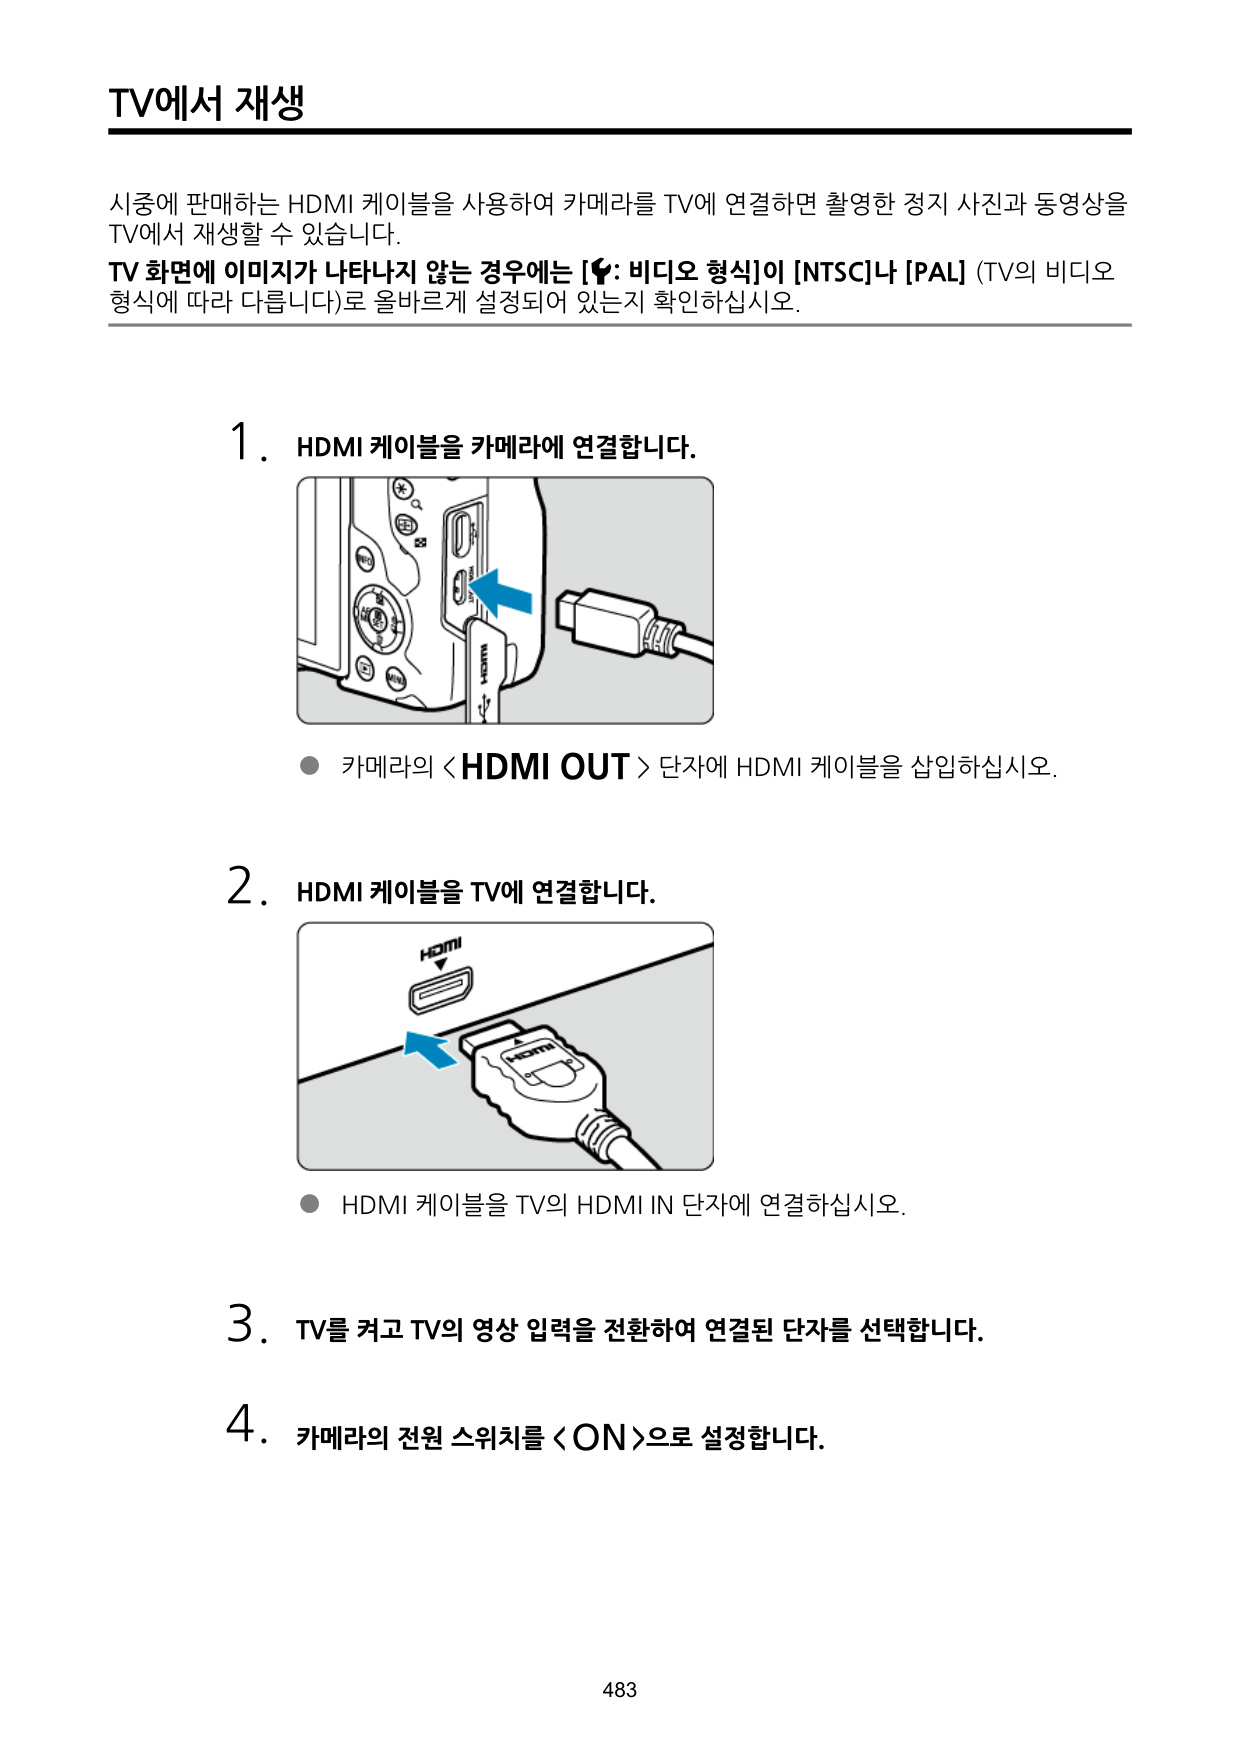 TV에서 재생
시중에 판매하는 HDMI 케이블을 사용하여 카메라를 TV에 연결하면 촬영한 정지 사진과 동영상을
TV에서 재생할 수 있습니다.
TV 화면에 이미지가 나타나지 않는 경우에는 [: 비디오 형식]이 [NTSC]나 [PAL] (TV의 비디오
형식에 따라 다릅니다)로 올바르게 설정되어 있는지 확인하십시오.
1. HDMI 케이블을 카메라에 연결합니다.
INFO
MENU
HDMI
● 카메라의 <HDMI OUT> 단자에 HDMI 케이블을 삽입하십시오.
2. HDMI 케이블을 TV에 연결합니다.
HDMI
HDMI
● HDMI 케이블을 TV의 HDMI IN 단자에 연결하십시오.
3. TV를 켜고 TV의 영상 입력을 전환하여 연결된 단자를 선택합니다.
4. 카메라의 전원 스위치를 <ON>으로 설정합니다.
483